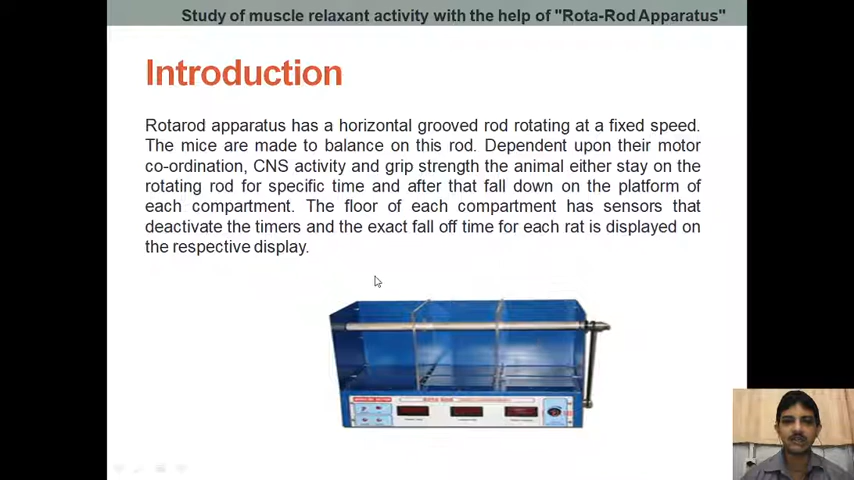 Study of muscle relaxant activity with the help of "Rota-Rod Apparatus"
Introduction
Rotarod apparatus has a horizontal grooved rod rotating at a fixed speed.
The mice are made to balance on this rod. Dependent upon their motor
co-ordination, CNS activity and grip strength the animal either stay on the
rotating rod for specific time and after that fall down on the platform of
each compartment. The floor of each compartment has sensors that
deactivate the timers and the exact fall off time for each rat is displayed on
the respective display.
ROTA ROD